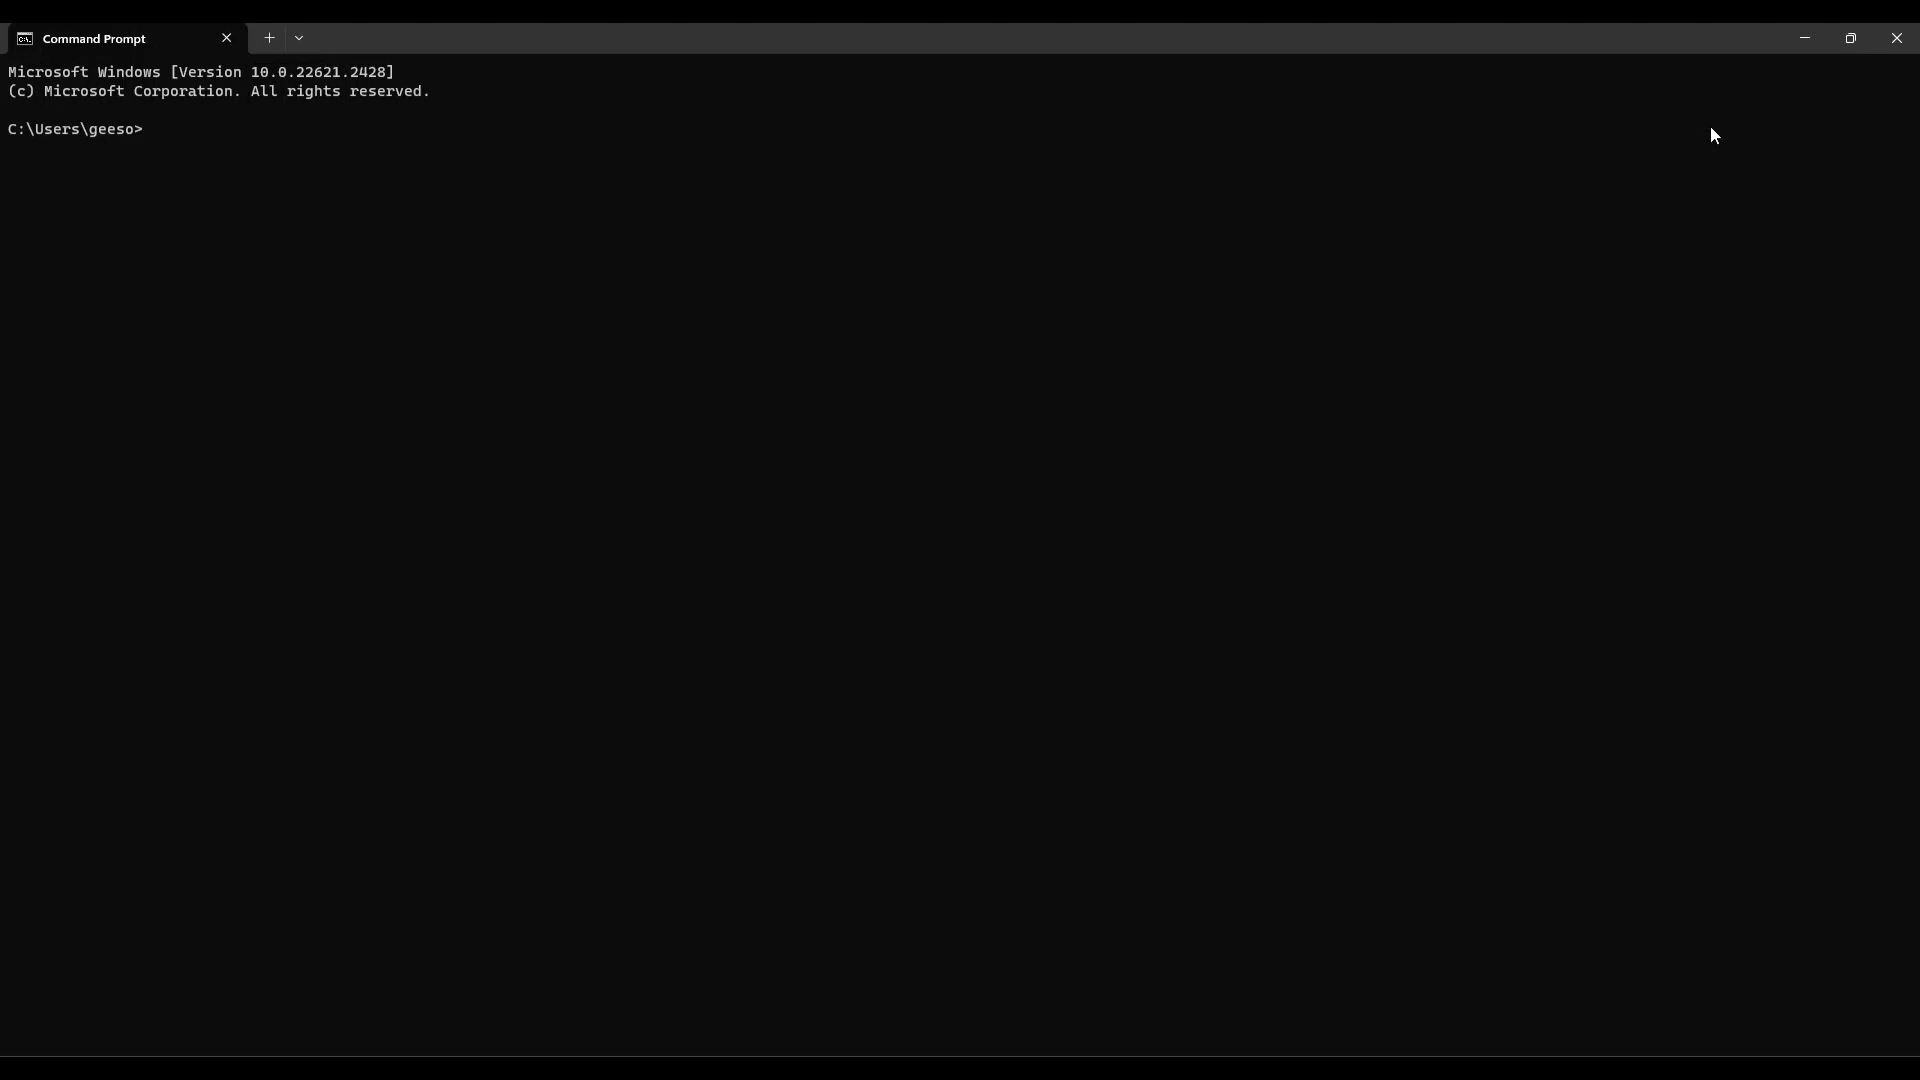 Command Prompt
Microsoft Windows [Version 10.0.22621.2428]
(c) Microsoft Corporation. All rights reserved.
C:\Users\geeso>